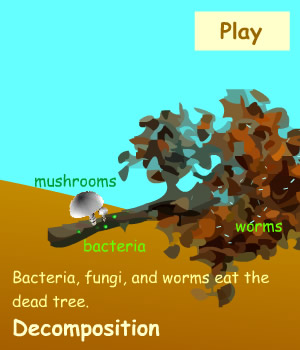 Play
mushrooms
worms
bacteria
Bacteria, fungi, and worms eat the
dead tree.
Decomposition